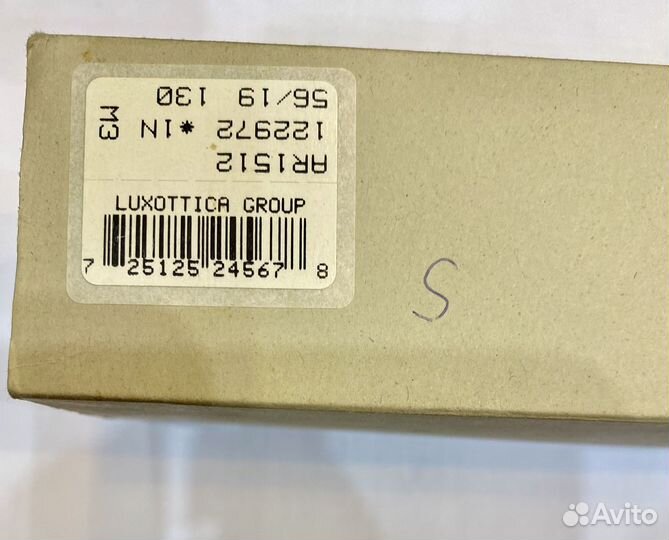 AR1512
122972 *1N M3
56/19 130
LUXOTTICA GROUP
7 25125 24567 8
S
Avito